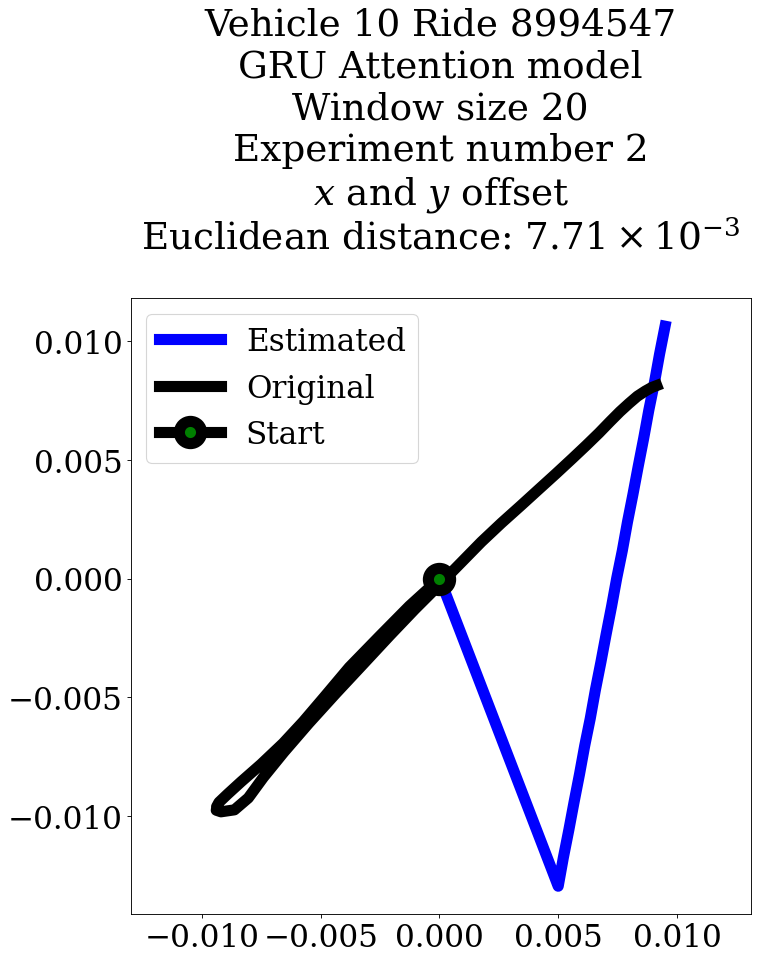 Vehicle 10 Ride 8994547
GRU Attention model
Window size 20
Experiment number 2
x and y offset
Euclidean distance: 7.71 × 10⁻³
Estimated
Original
Start
0.010
0.005
0.000
−0.005
−0.010
−0.010 −0.005 0.000 0.005 0.010